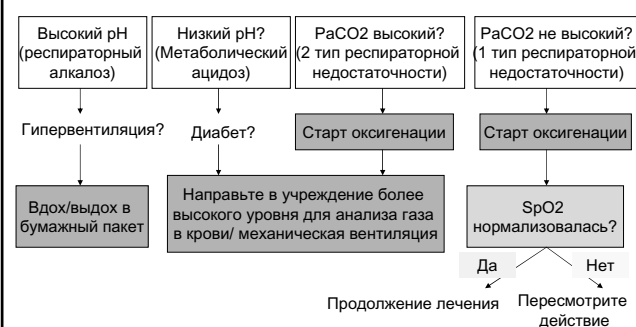 Высокий pH
(респираторный
алкалоз)
Низкий pH?
(Метаболический
ацидоз)
PaCO2 высокий?
(2 тип респираторной
недостаточности)
PaCO2 не высокий?
(1 тип респираторной
недостаточности)
Гипервентиляция?
Диабет?
Старт оксигенации
Старт оксигенации
Вдох/выдох в
бумажный пакет
Направьте в учреждение более
высокого уровня для анализа газа
в крови/ механическая вентиляция
SpO2
нормализовалась?
Да
Нет
Продолжение лечения
Пересмотрите
действие